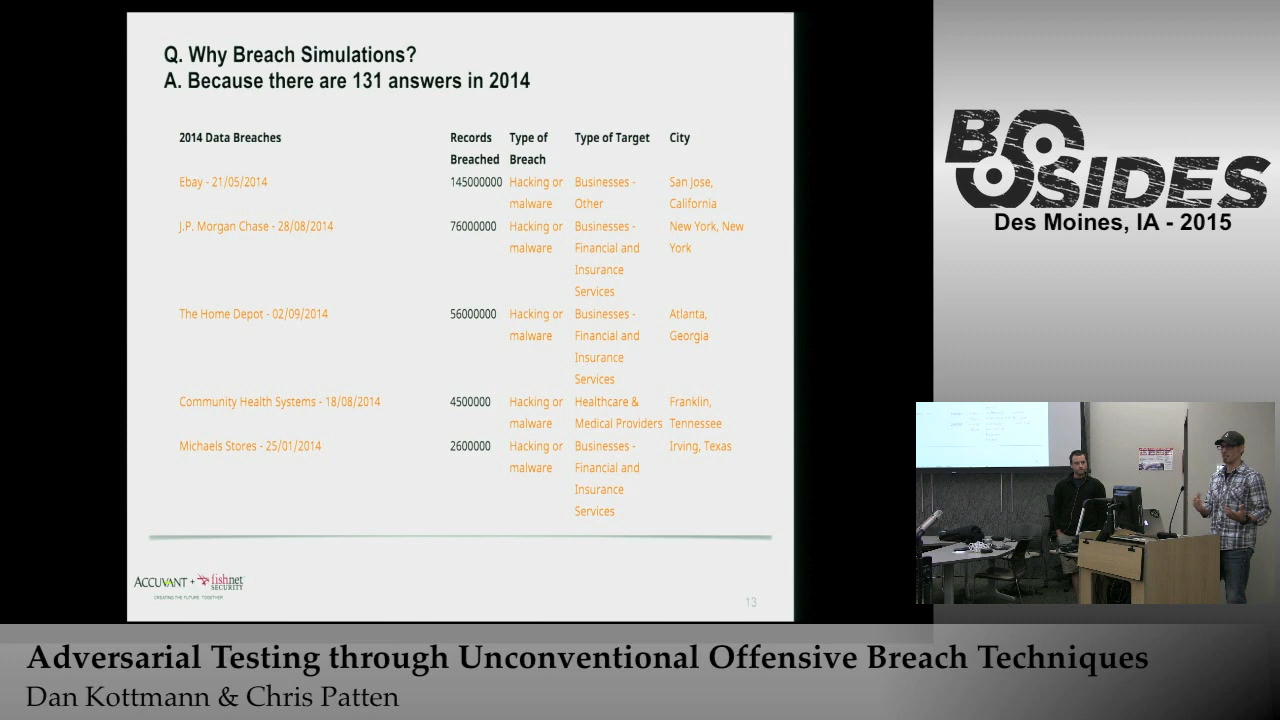 Q. Why Breach Simulations?
A. Because there are 131 answers in 2014
2014 Data Breaches Records Breached Type of Breach Type of Target City
Ebay - 21/05/2014 145000000 Hacking or malware Businesses - Other San Jose, California
J.P. Morgan Chase - 28/08/2014 76000000 Hacking or malware Businesses - Financial and Insurance Services New York, New York
The Home Depot - 02/09/2014 56000000 Hacking or malware Businesses - Financial and Insurance Services Atlanta, Georgia
Community Health Systems - 18/08/2014 4500000 Hacking or malware Healthcare & Medical Providers Franklin, Tennessee
Michaels Stores - 25/01/2014 2600000 Hacking or malware Businesses - Financial and Insurance Services Irving, Texas
ACCUVANT + fishnet SECURITY
CREATING THE FUTURE TOGETHER
13
BSIDES
Des Moines, IA - 2015
Adversarial Testing through Unconventional Offensive Breach Techniques
Dan Kottmann & Chris Patten